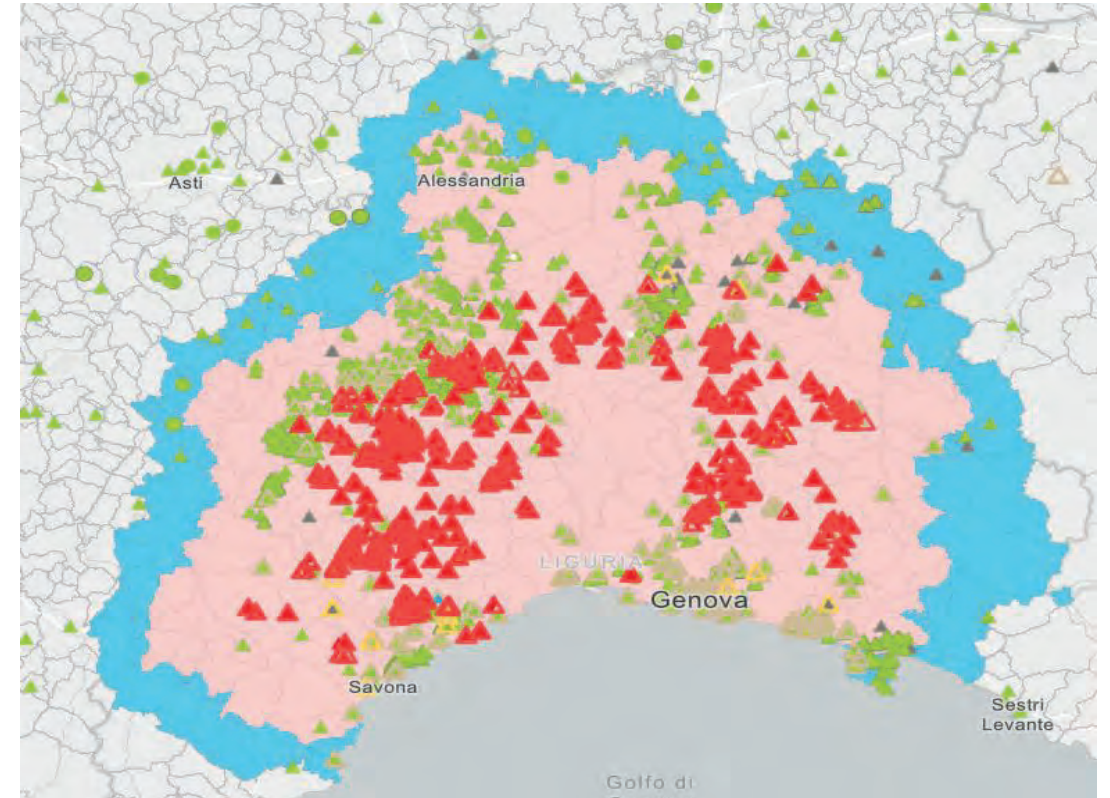 Asti
Alessandria
LIGURIA
Genova
Savona
Sestri
Levante
Golfo di